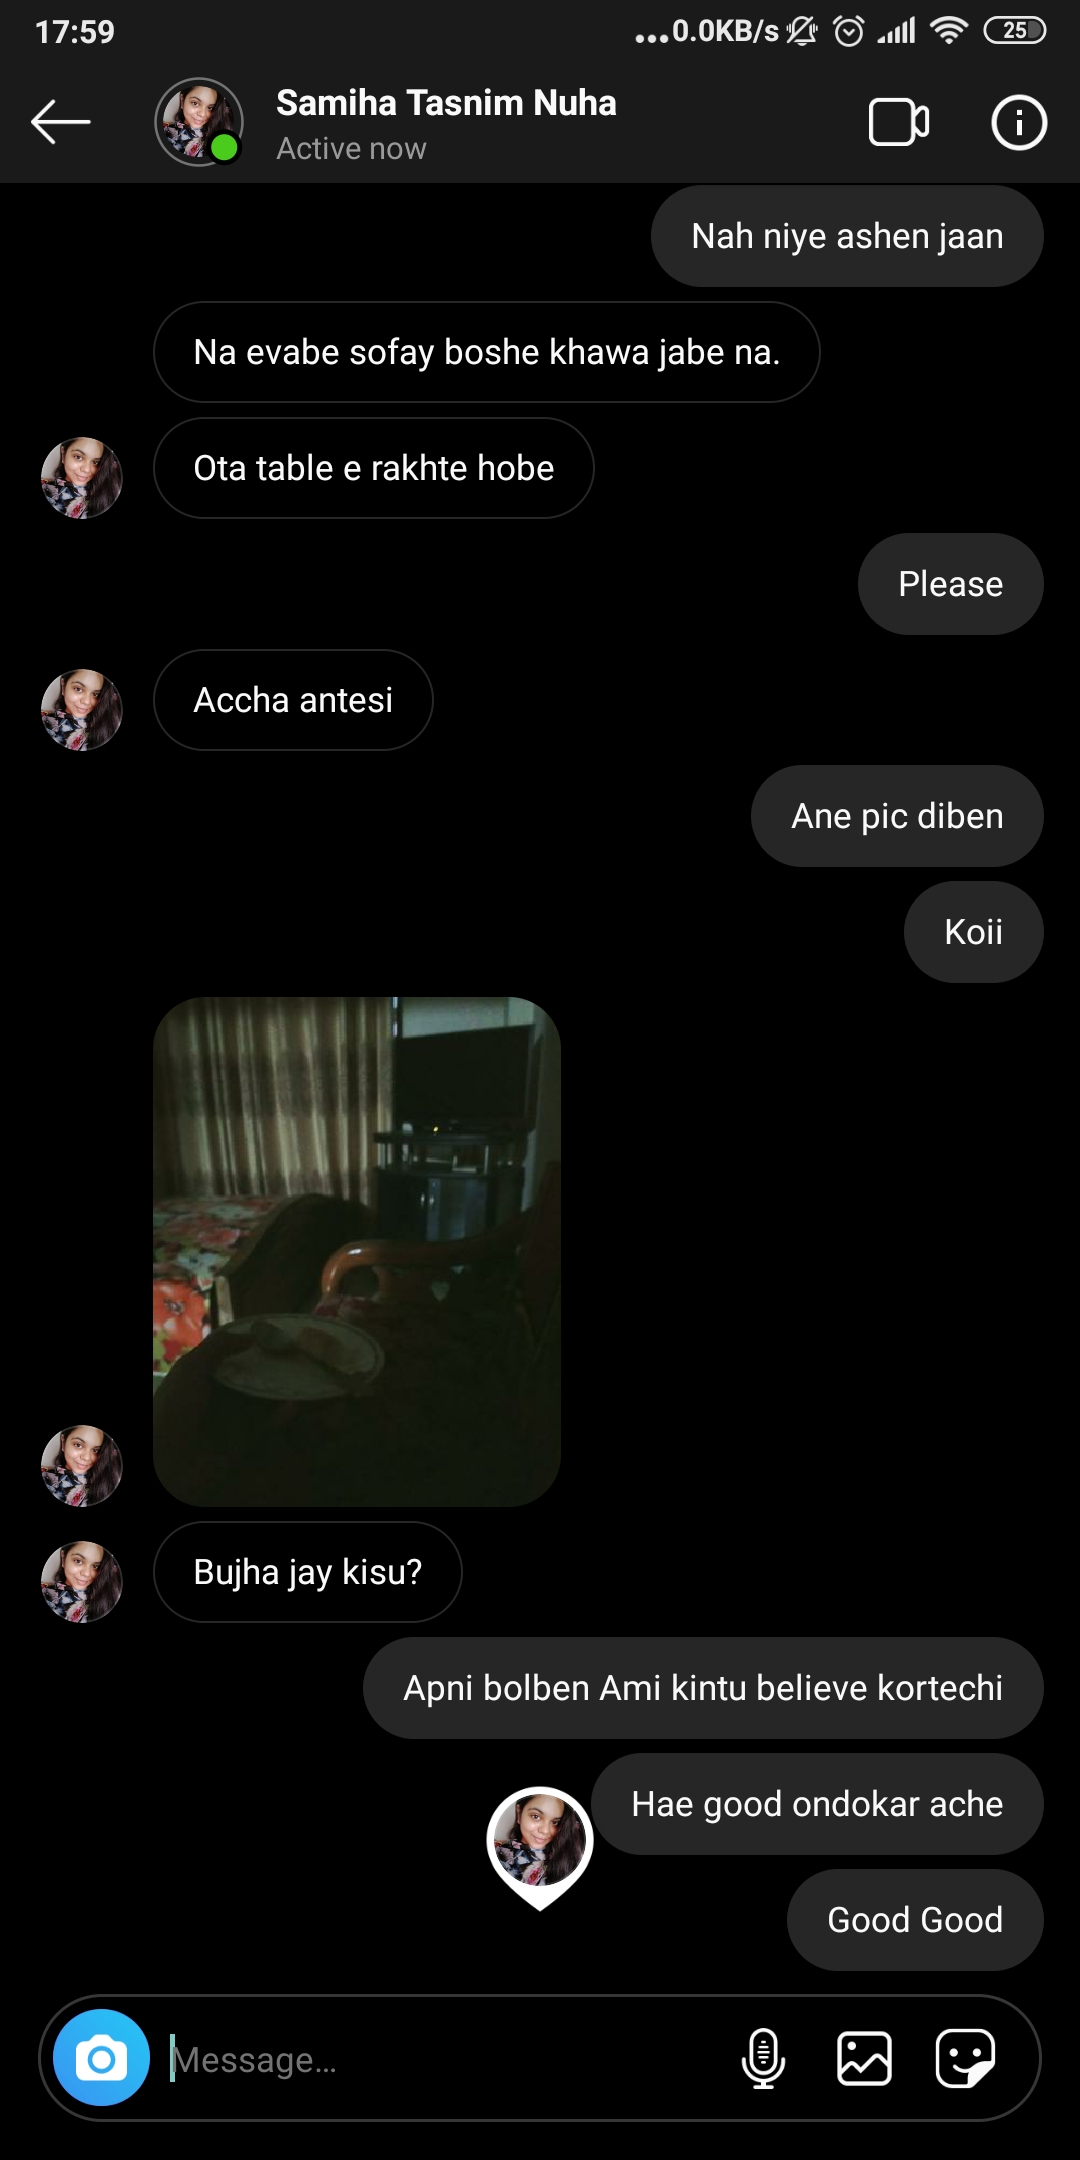 17:59
...0.0KB/s
25
Samiha Tasnim Nuha
Active now
Nah niye ashen jaan
Na evabe sofay boshe khawa jabe na.
Ota table e rakhte hobe
Please
Accha antesi
Ane pic diben
Koii
Bujha jay kisu?
Apni bolben Ami kintu believe kortechi
Hae good ondokar ache
Good Good
Message...